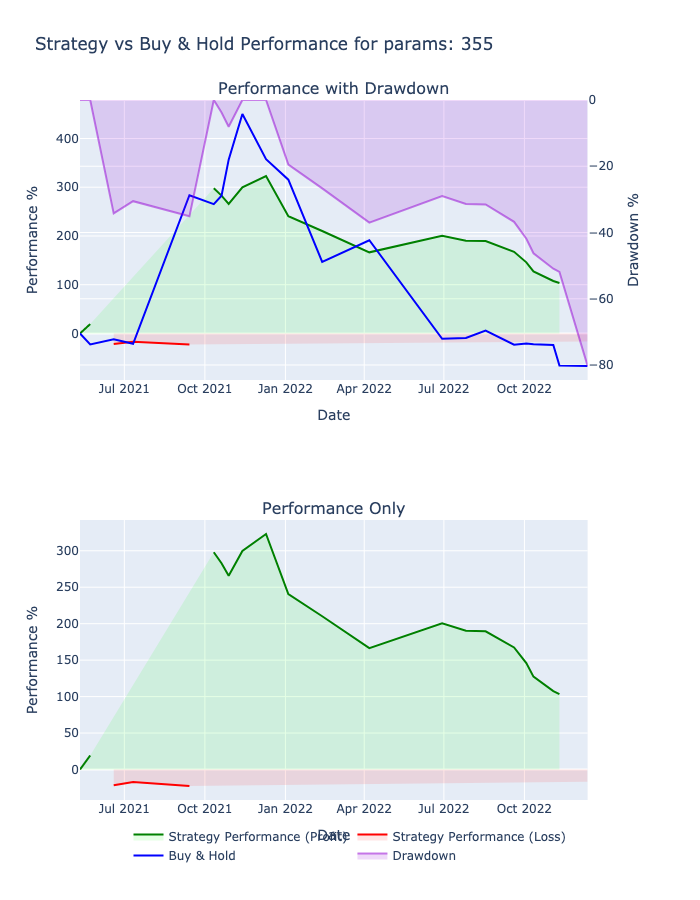 Strategy vs Buy & Hold Performance for params: 355
Performance with Drawdown
400
300
200
100
0
Performance %
0
−20
−40
−60
−80
Drawdown %
Jul 2021 Oct 2021 Jan 2022 Apr 2022 Jul 2022 Oct 2022
Date
Performance Only
300
250
200
150
100
50
0
Performance %
Jul 2021 Oct 2021 Jan 2022 Apr 2022 Jul 2022 Oct 2022
Date
Strategy Performance (Profit) Strategy Performance (Loss)
Buy & Hold Drawdown